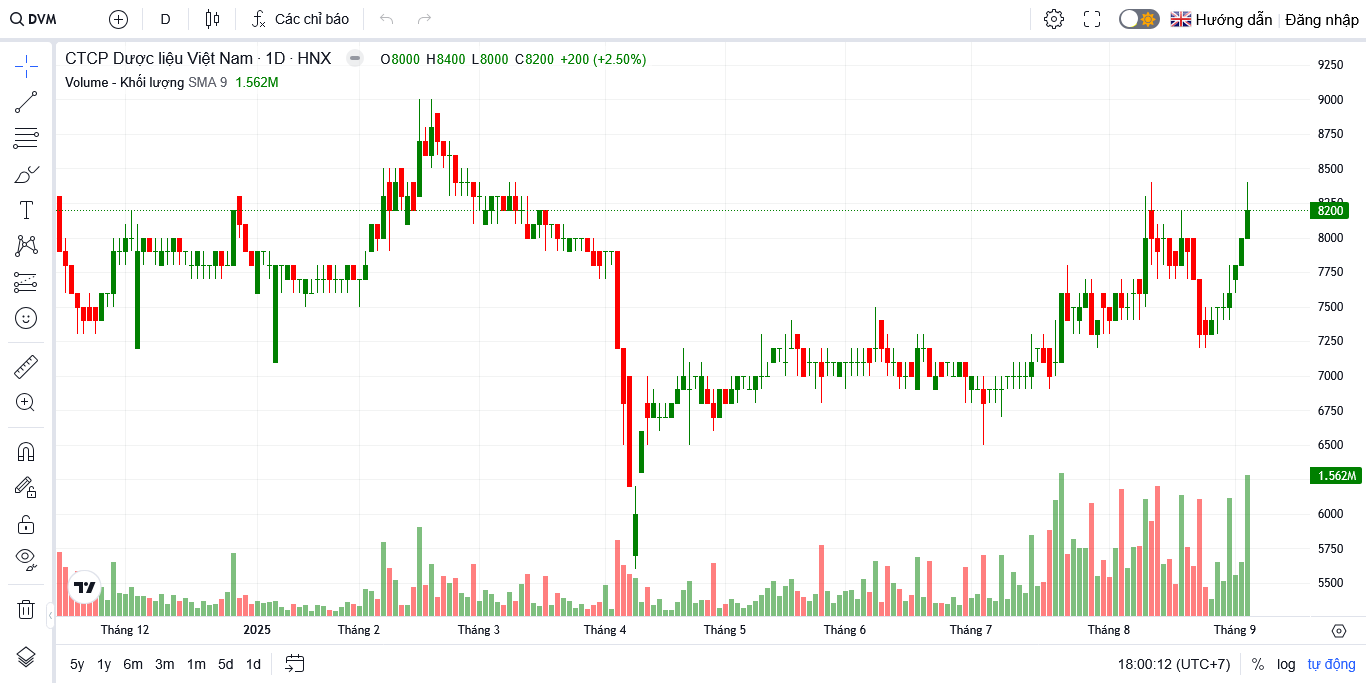 DVM D Các chỉ báo Hướng dẫn Đăng nhập
CTCP Dược liệu Việt Nam · 1D · HNX O8000 H8400 L8000 C8200 +200 (+2.50%)
Volume - Khối lượng SMA 9 1.562M
9250
9000
8750
8500
8250
8200
8000
7750
7500
7250
7000
6750
6500
1.562M
6000
5750
5500
Tháng 12 2025 Tháng 2 Tháng 3 Tháng 4 Tháng 5 Tháng 6 Tháng 7 Tháng 8 Tháng 9
5y 1y 6m 3m 1m 5d 1d 18:00:12 (UTC+7) % log tự động